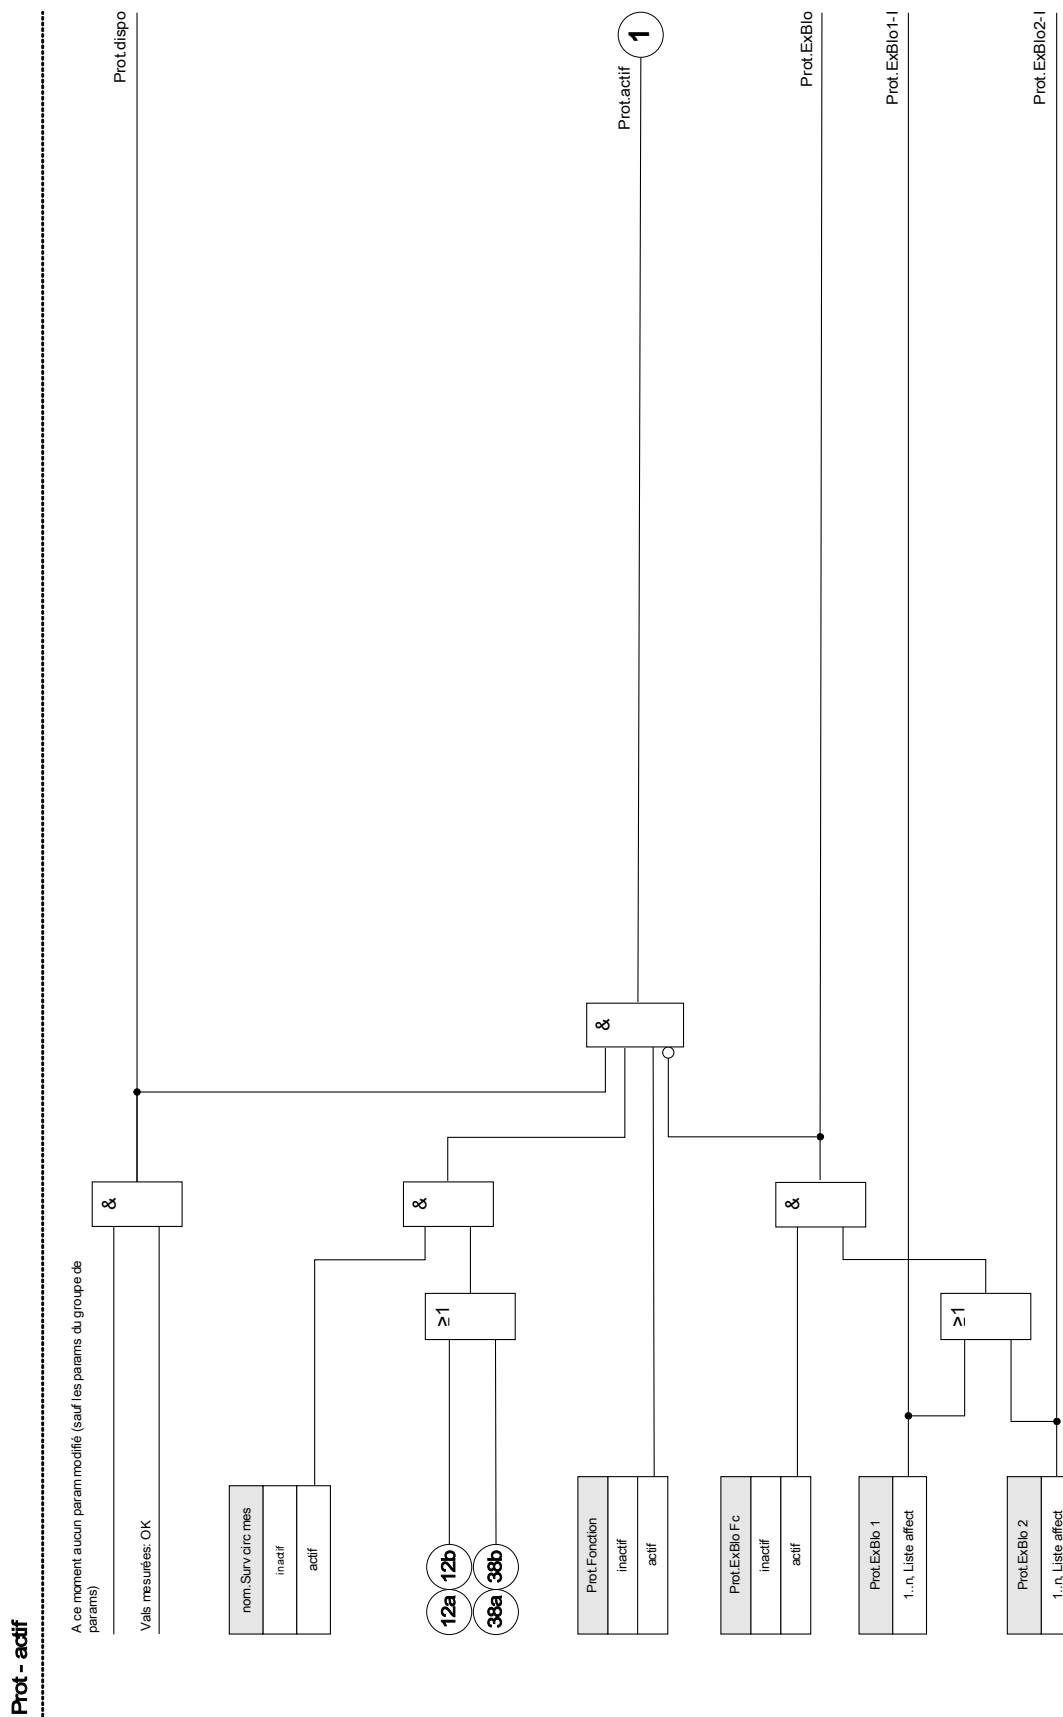 Prot - actif
A ce moment aucun param modifié (sauf les params du groupe de
params)
Vals mesurées: OK
&
Prot.dispo
nom.Surv circ mes
inactif
actif
12a 12b
38a 38b
≥1
&
Prot.Fonction
inactif
actif
&
Prot.actif
1
Prot.ExBlo Fc
inactif
actif
&
Prot.ExBlo
Prot.ExBlo 1
1..n, Liste affect
Prot.ExBlo1-I
≥1
Prot.ExBlo 2
1..n, Liste affect
Prot.ExBlo2-I